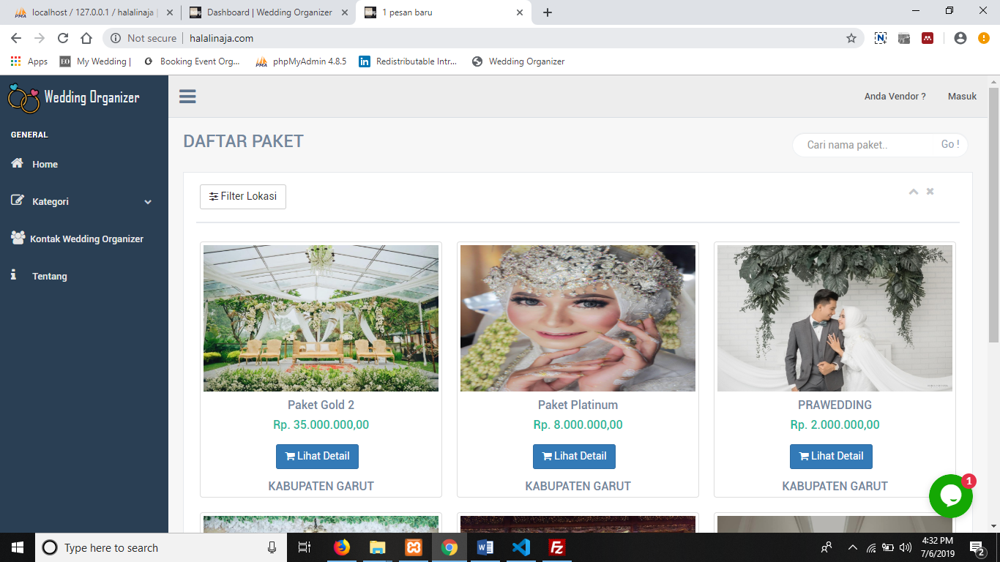 localhost / 127.0.0.1 / halalinaja |
Dashboard | Wedding Organizer
1 pesan baru
Not secure
halalinaja.com
Apps
EO
My Wedding |
Booking Event Org...
phpMyAdmin 4.8.5
Redistributable Intr...
Wedding Organizer
Wedding Organizer
Anda Vendor ?
Masuk
GENERAL
Home
Kategori
Kontak Wedding Organizer
Tentang
DAFTAR PAKET
Cari nama paket..
Go !
Filter Lokasi
Paket Gold 2
Rp. 35.000.000,00
Lihat Detail
KABUPATEN GARUT
Paket Platinum
Rp. 8.000.000,00
Lihat Detail
KABUPATEN GARUT
PRAWEDDING
Rp. 2.000.000,00
Lihat Detail
KABUPATEN GARUT
1
Type here to search
4:32 PM
7/6/2019
2